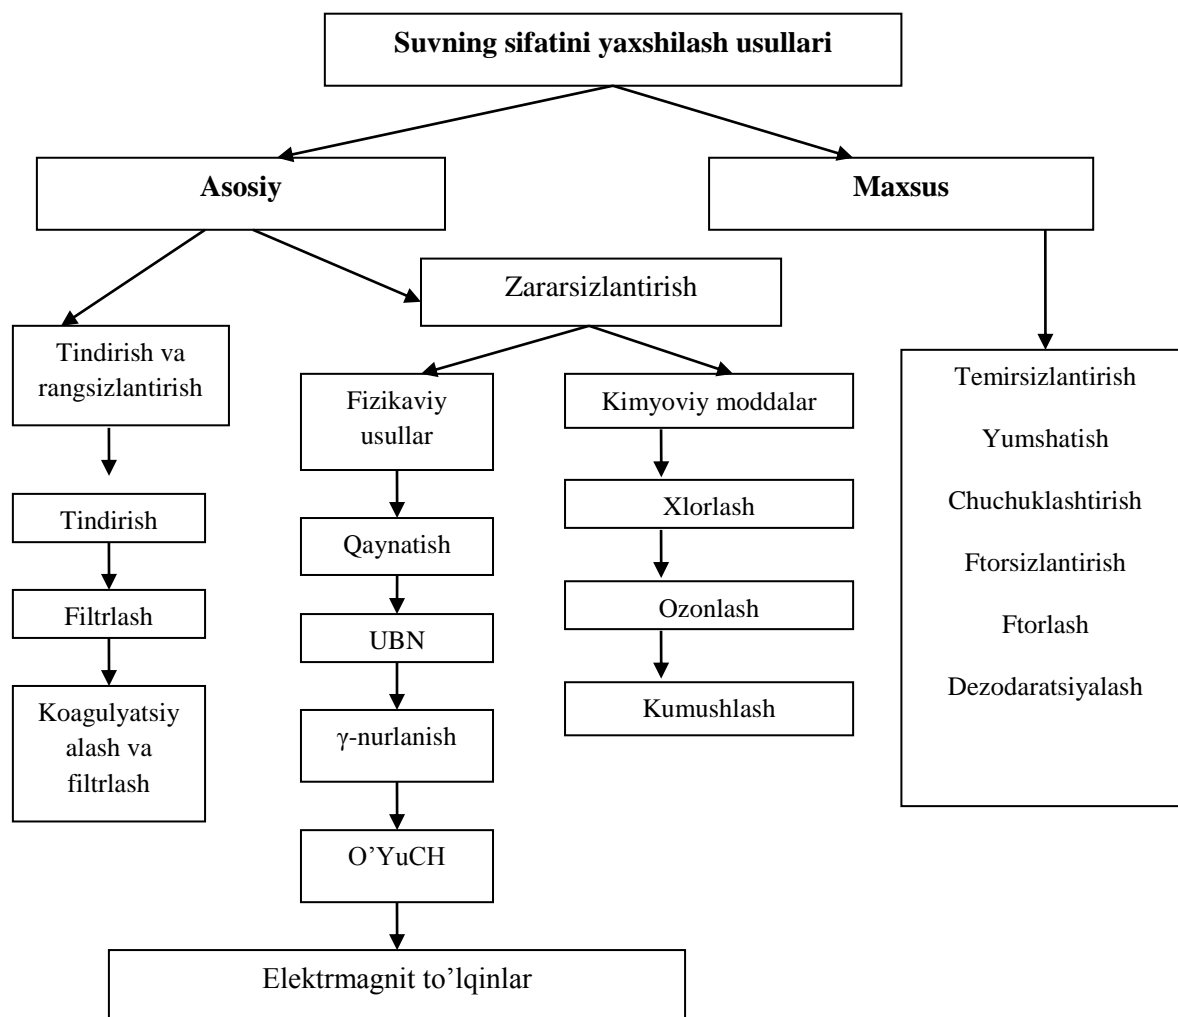 Suvning sifatini yaxshilash usullari
Asosiy
Maxsus
Zararsizlantirish
Tindirish va
rangsizlantirish
Fizikaviy
usullar
Kimyoviy moddalar
Temirsizlantirish
Yumshatish
Chuchuklashtirish
Ftorsizlantirish
Ftorlash
Dezodaratsiyalash
Tindirish
Filtrlash
Koagulyatsiy
alash va
filtrlash
Qaynatish
UBN
γ-nurlanish
O’YuCH
Xlorlash
Ozonlash
Kumushlash
Elektrmagnit to’lqinlar